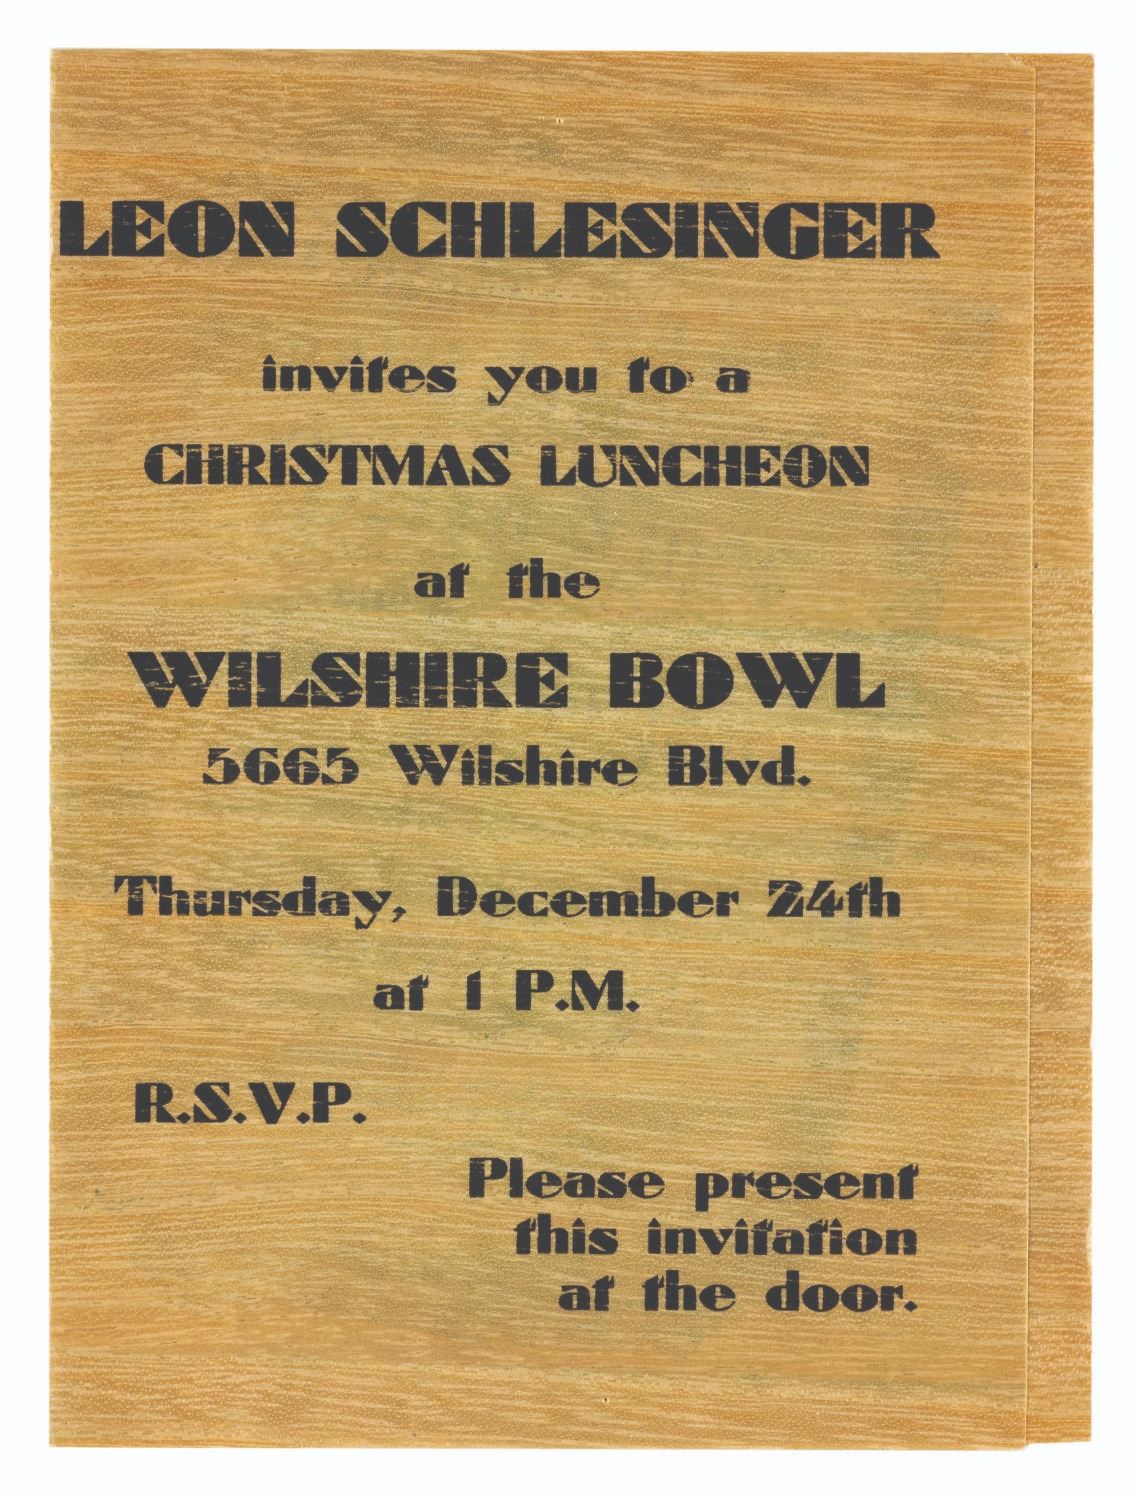 LEON SCHLESINGER
invites you to a
CHRISTMAS LUNCHEON
at the
WILSHIRE BOWL
5665 Wilshire Blvd.
Thursday, December 24th
at 1 P.M.
R.S.V.P.
Please present
this invitation
at the door.